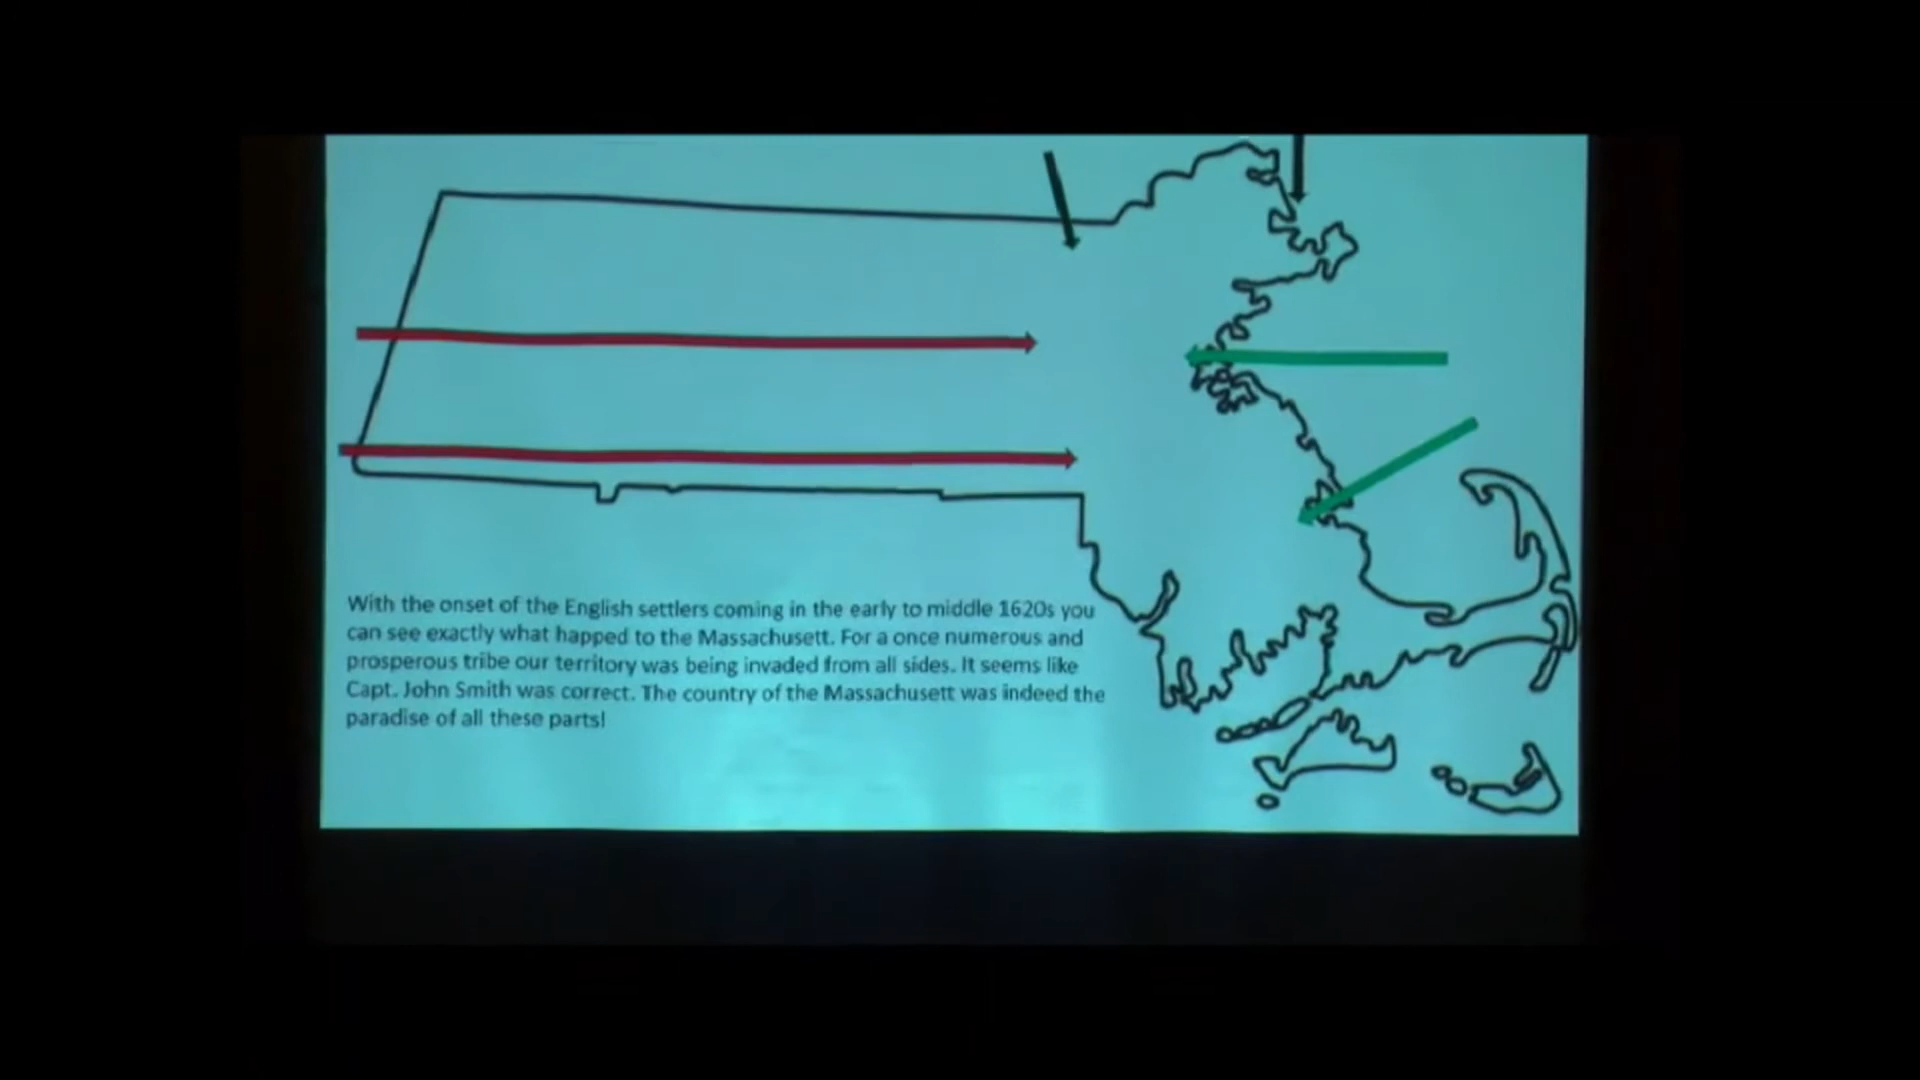 With the onset of the English settlers coming in the early to middle 1620s you
can see exactly what happed to the Massachusett. For a once numerous and
prosperous tribe our territory was being invaded from all sides. It seems like
Capt. John Smith was correct. The country of the Massachusett was indeed the
paradise of all these parts!